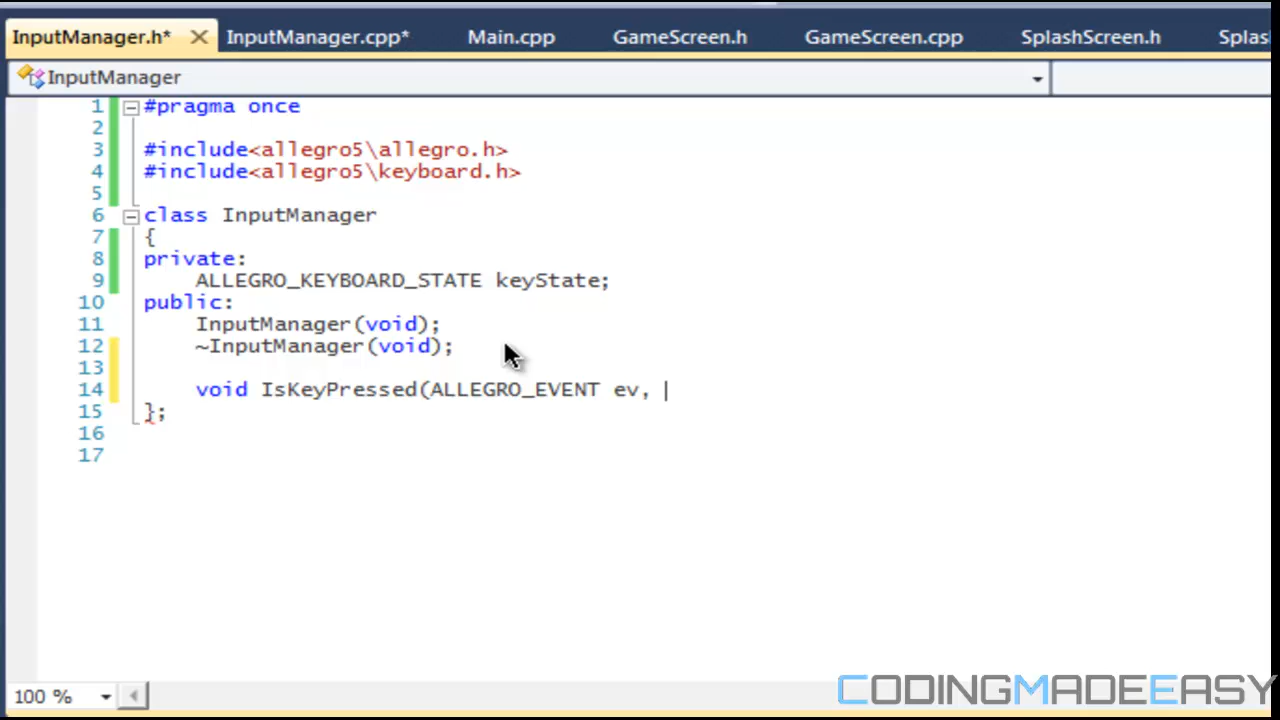 InputManager.h* InputManager.cpp* Main.cpp GameScreen.h GameScreen.cpp SplashScreen.h Splas
InputManager
1 #pragma once
2
3 #include<allegro5\allegro.h>
4 #include<allegro5\keyboard.h>
5
6 class InputManager
7 {
8 private:
9 ALLEGRO_KEYBOARD_STATE keyState;
10 public:
11 InputManager(void);
12 ~InputManager(void);
13
14 void IsKeyPressed(ALLEGRO_EVENT ev,
15 };
16
17
100 %
CODINGMADEEASY